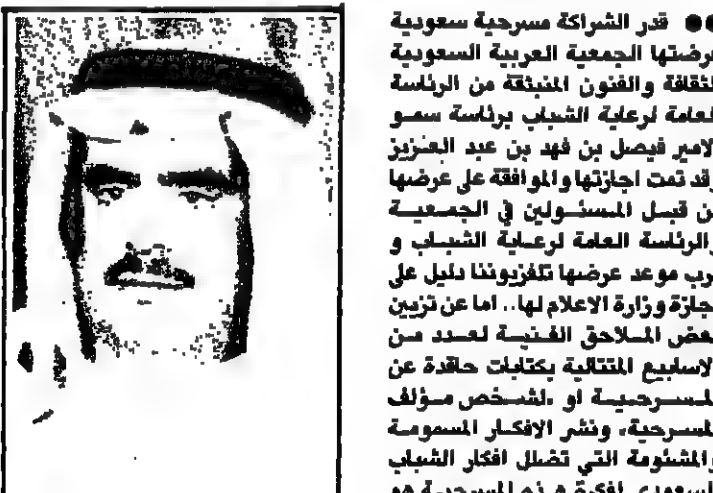 ●● قدر الشراكة مسرحية سعودية
عرضتها الجمعية العربية السعودية
للثقافة والفنون المنبثقة من الرئاسة
العامة لرعاية الشباب برئاسة سمو
الامير فيصل بن فهد بن عبد العزيز
وقد تمت اجازتها والموافقة على عرضها
من قبل المسئولين في الجمعية
والرئاسة العامة لرعاية الشباب و
قرب موعد عرضها تلفزيوننا دليل على
اجازة وزارة الاعلام لها.. اما عن تزيين
بعض الملاحق الفنية لعدد من
الاسابيع المتتالية بكتابات حاقدة عن
المسرحية او لشخص مؤلف
المسرحية، ونشر الافكار المسمومة
والمشئومة التي تضلل افكار الشباب
السعودي لفكرة المسرحية هو